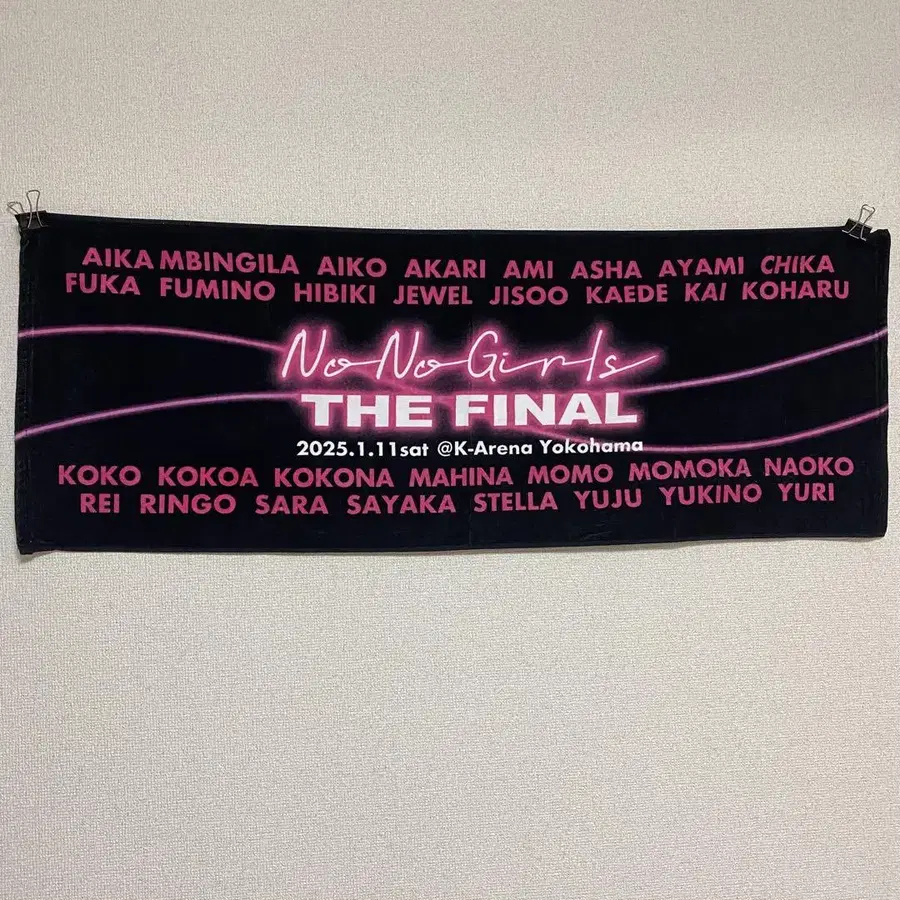 AIKA MBINGILA AIKO AKARI AMI ASHA AYAMI CHIKA
FUKA FUMINO HIBIKI JEWEL JISOO KAEDE KAI KOHARU
No No Girls
THE FINAL
2025.1.11sat @K-Arena Yokohama
KOKO KOKOA KOKONA MAHINA MOMO MOMOKA NAOKO
REI RINGO SARA SAYAKA STELLA YUJU YUKINO YURI